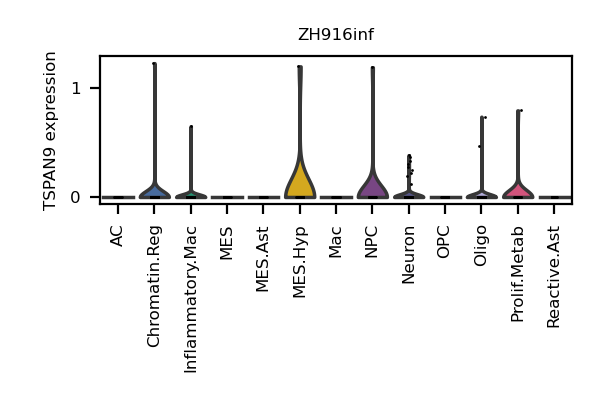 ZH916inf
TSPAN9 expression
1
0
AC
Chromatin.Reg
Inflammatory.Mac
MES
MES.Ast
MES.Hyp
Mac
NPC
Neuron
OPC
Oligo
Prolif.Metab
Reactive.Ast